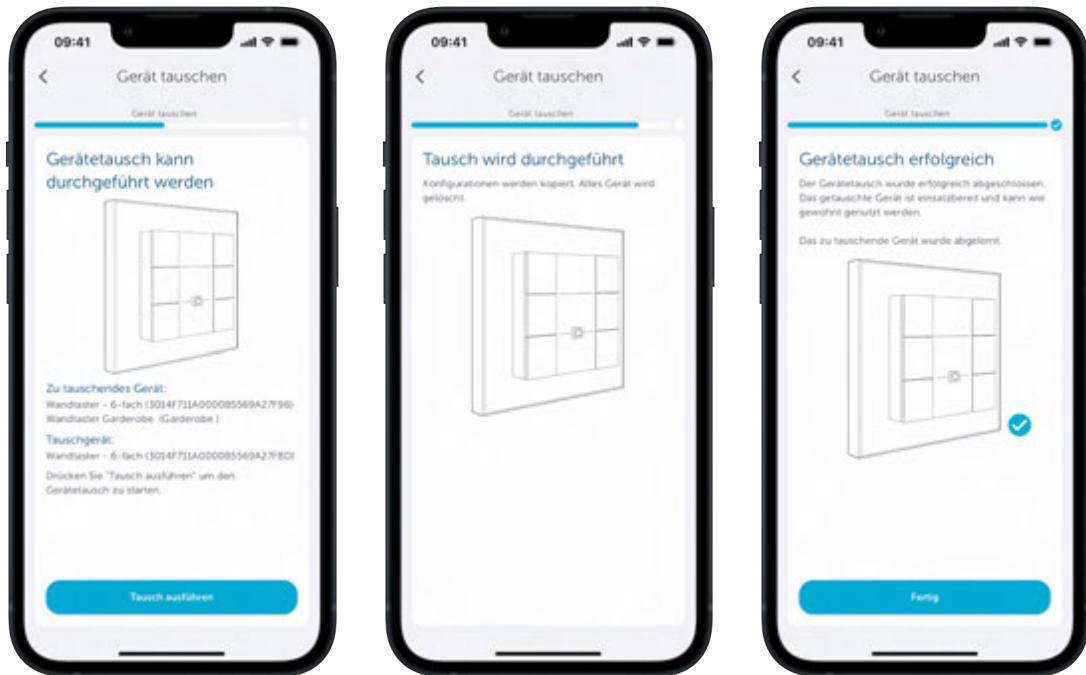 09:41
Gerät tauschen
Gerät tauschen
Gerätetausch kann
durchgeführt werden
Zu tauschendes Gerät:
Wandtaster - 6-fach (3014F711A0000B5569A27F96)
Wandtaster Garderobe (Garderobe )
Tauschgerät:
Wandtaster - 6-fach (3014F711A0000B5569A27FBD)
Drücken Sie "Tausch ausführen" um den
Gerätetausch zu starten.
Tausch ausführen
09:41
Gerät tauschen
Gerät tauschen
Tausch wird durchgeführt
Konfigurationen werden kopiert. Altes Gerät wird
gelöscht.
09:41
Gerät tauschen
Gerät tauschen
Gerätetausch erfolgreich
Der Gerätetausch wurde erfolgreich abgeschlossen.
Das getauschte Gerät ist einsatzbereit und kann wie
gewohnt genutzt werden.
Das zu tauschende Gerät wurde abgelernt.
Fertig